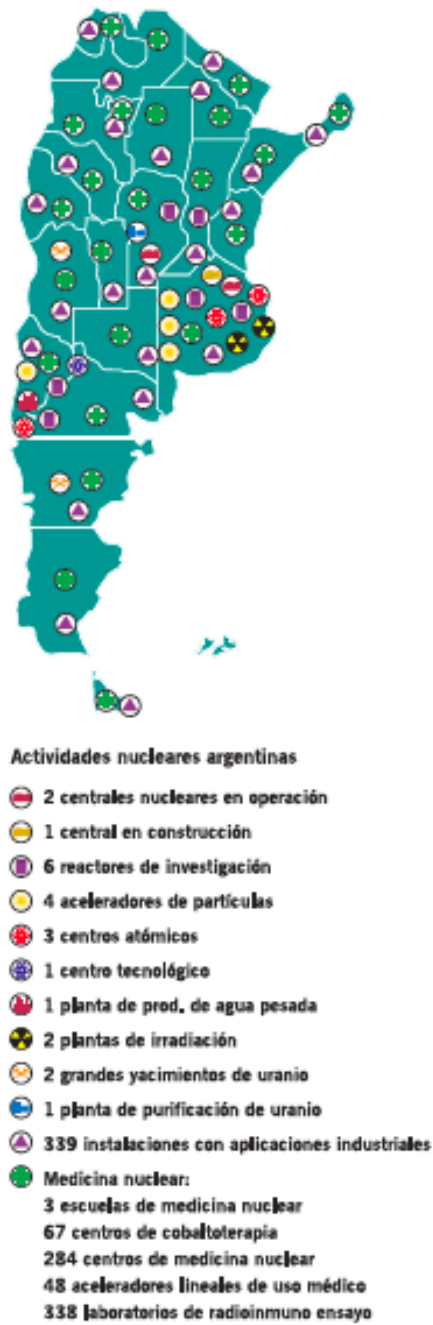 Actividades nucleares argentinas
2 centrales nucleares en operación
1 central en construcción
6 reactores de investigación
4 aceleradores de partículas
3 centros atómicos
1 centro tecnológico
1 planta de prod. de agua pesada
2 plantas de irradiación
2 grandes yacimientos de uranio
1 planta de purificación de uranio
339 instalaciones con aplicaciones industriales
Medicina nuclear:
3 escuelas de medicina nuclear
67 centros de cobaltoterapia
284 centros de medicina nuclear
48 aceleradores lineales de uso médico
338 laboratorios de radioinmuno ensayo